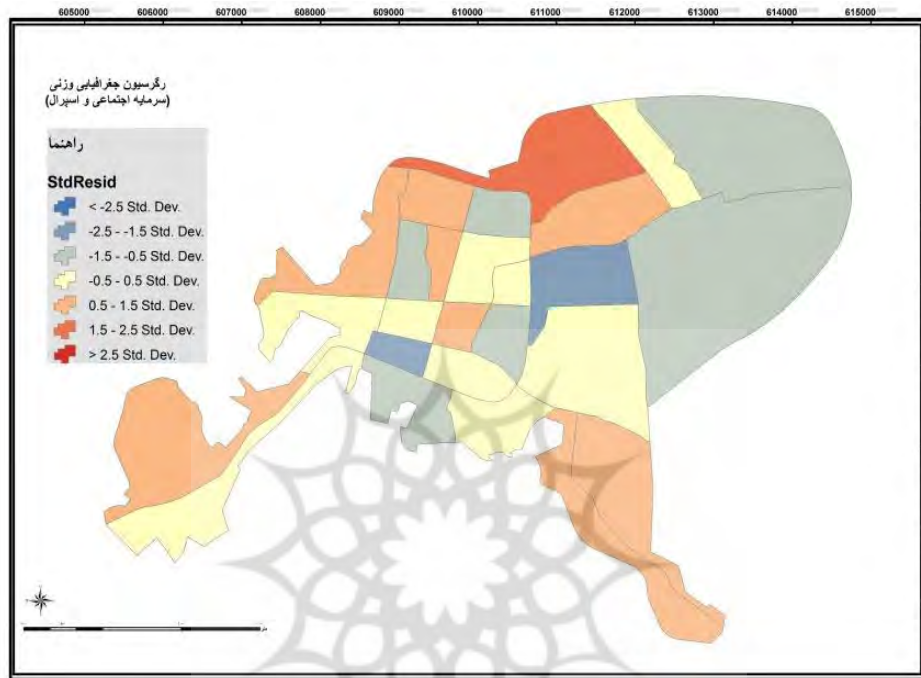 605000 606000 607000 608000 609000 610000 611000 612000 613000 614000 615000
رگرسیون جغرافیایی وزنی
(سرمایه اجتماعی و اسپرال)
راهنما
StdResid
< -2.5 Std. Dev.
-2.5 - -1.5 Std. Dev.
-1.5 - -0.5 Std. Dev.
-0.5 - 0.5 Std. Dev.
0.5 - 1.5 Std. Dev.
1.5 - 2.5 Std. Dev.
> 2.5 Std. Dev.